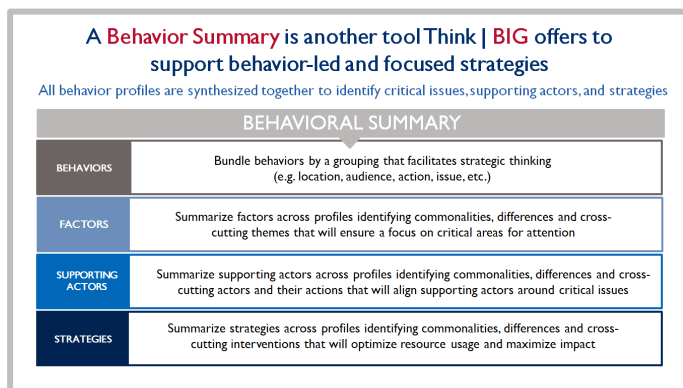 A Behavior Summary is another tool Think | BIG offers to
support behavior-led and focused strategies
All behavior profiles are synthesized together to identify critical issues, supporting actors, and strategies
BEHAVIORAL SUMMARY
BEHAVIORS
Bundle behaviors by a grouping that facilitates strategic thinking
(e.g. location, audience, action, issue, etc.)
FACTORS
Summarize factors across profiles identifying commonalities, differences and cross-
cutting themes that will ensure a focus on critical areas for attention
SUPPORTING
ACTORS
Summarize supporting actors across profiles identifying commonalities, differences and cross-
cutting actors and their actions that will align supporting actors around critical issues
STRATEGIES
Summarize strategies across profiles identifying commonalities, differences and cross-
cutting interventions that will optimize resource usage and maximize impact